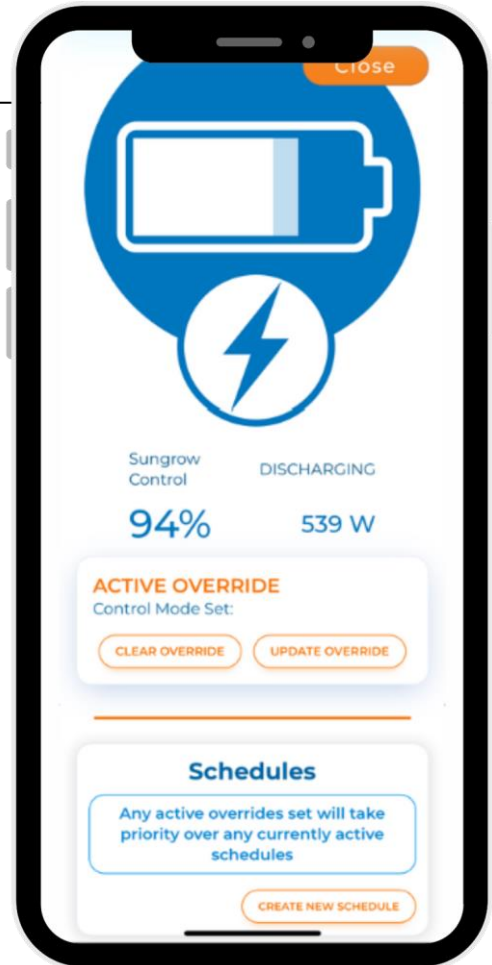 Close
Sungrow
Control
DISCHARGING
94%
539 W
ACTIVE OVERRIDE
Control Mode Set:
CLEAR OVERRIDE
UPDATE OVERRIDE
Schedules
Any active overrides set will take
priority over any currently active
schedules
CREATE NEW SCHEDULE